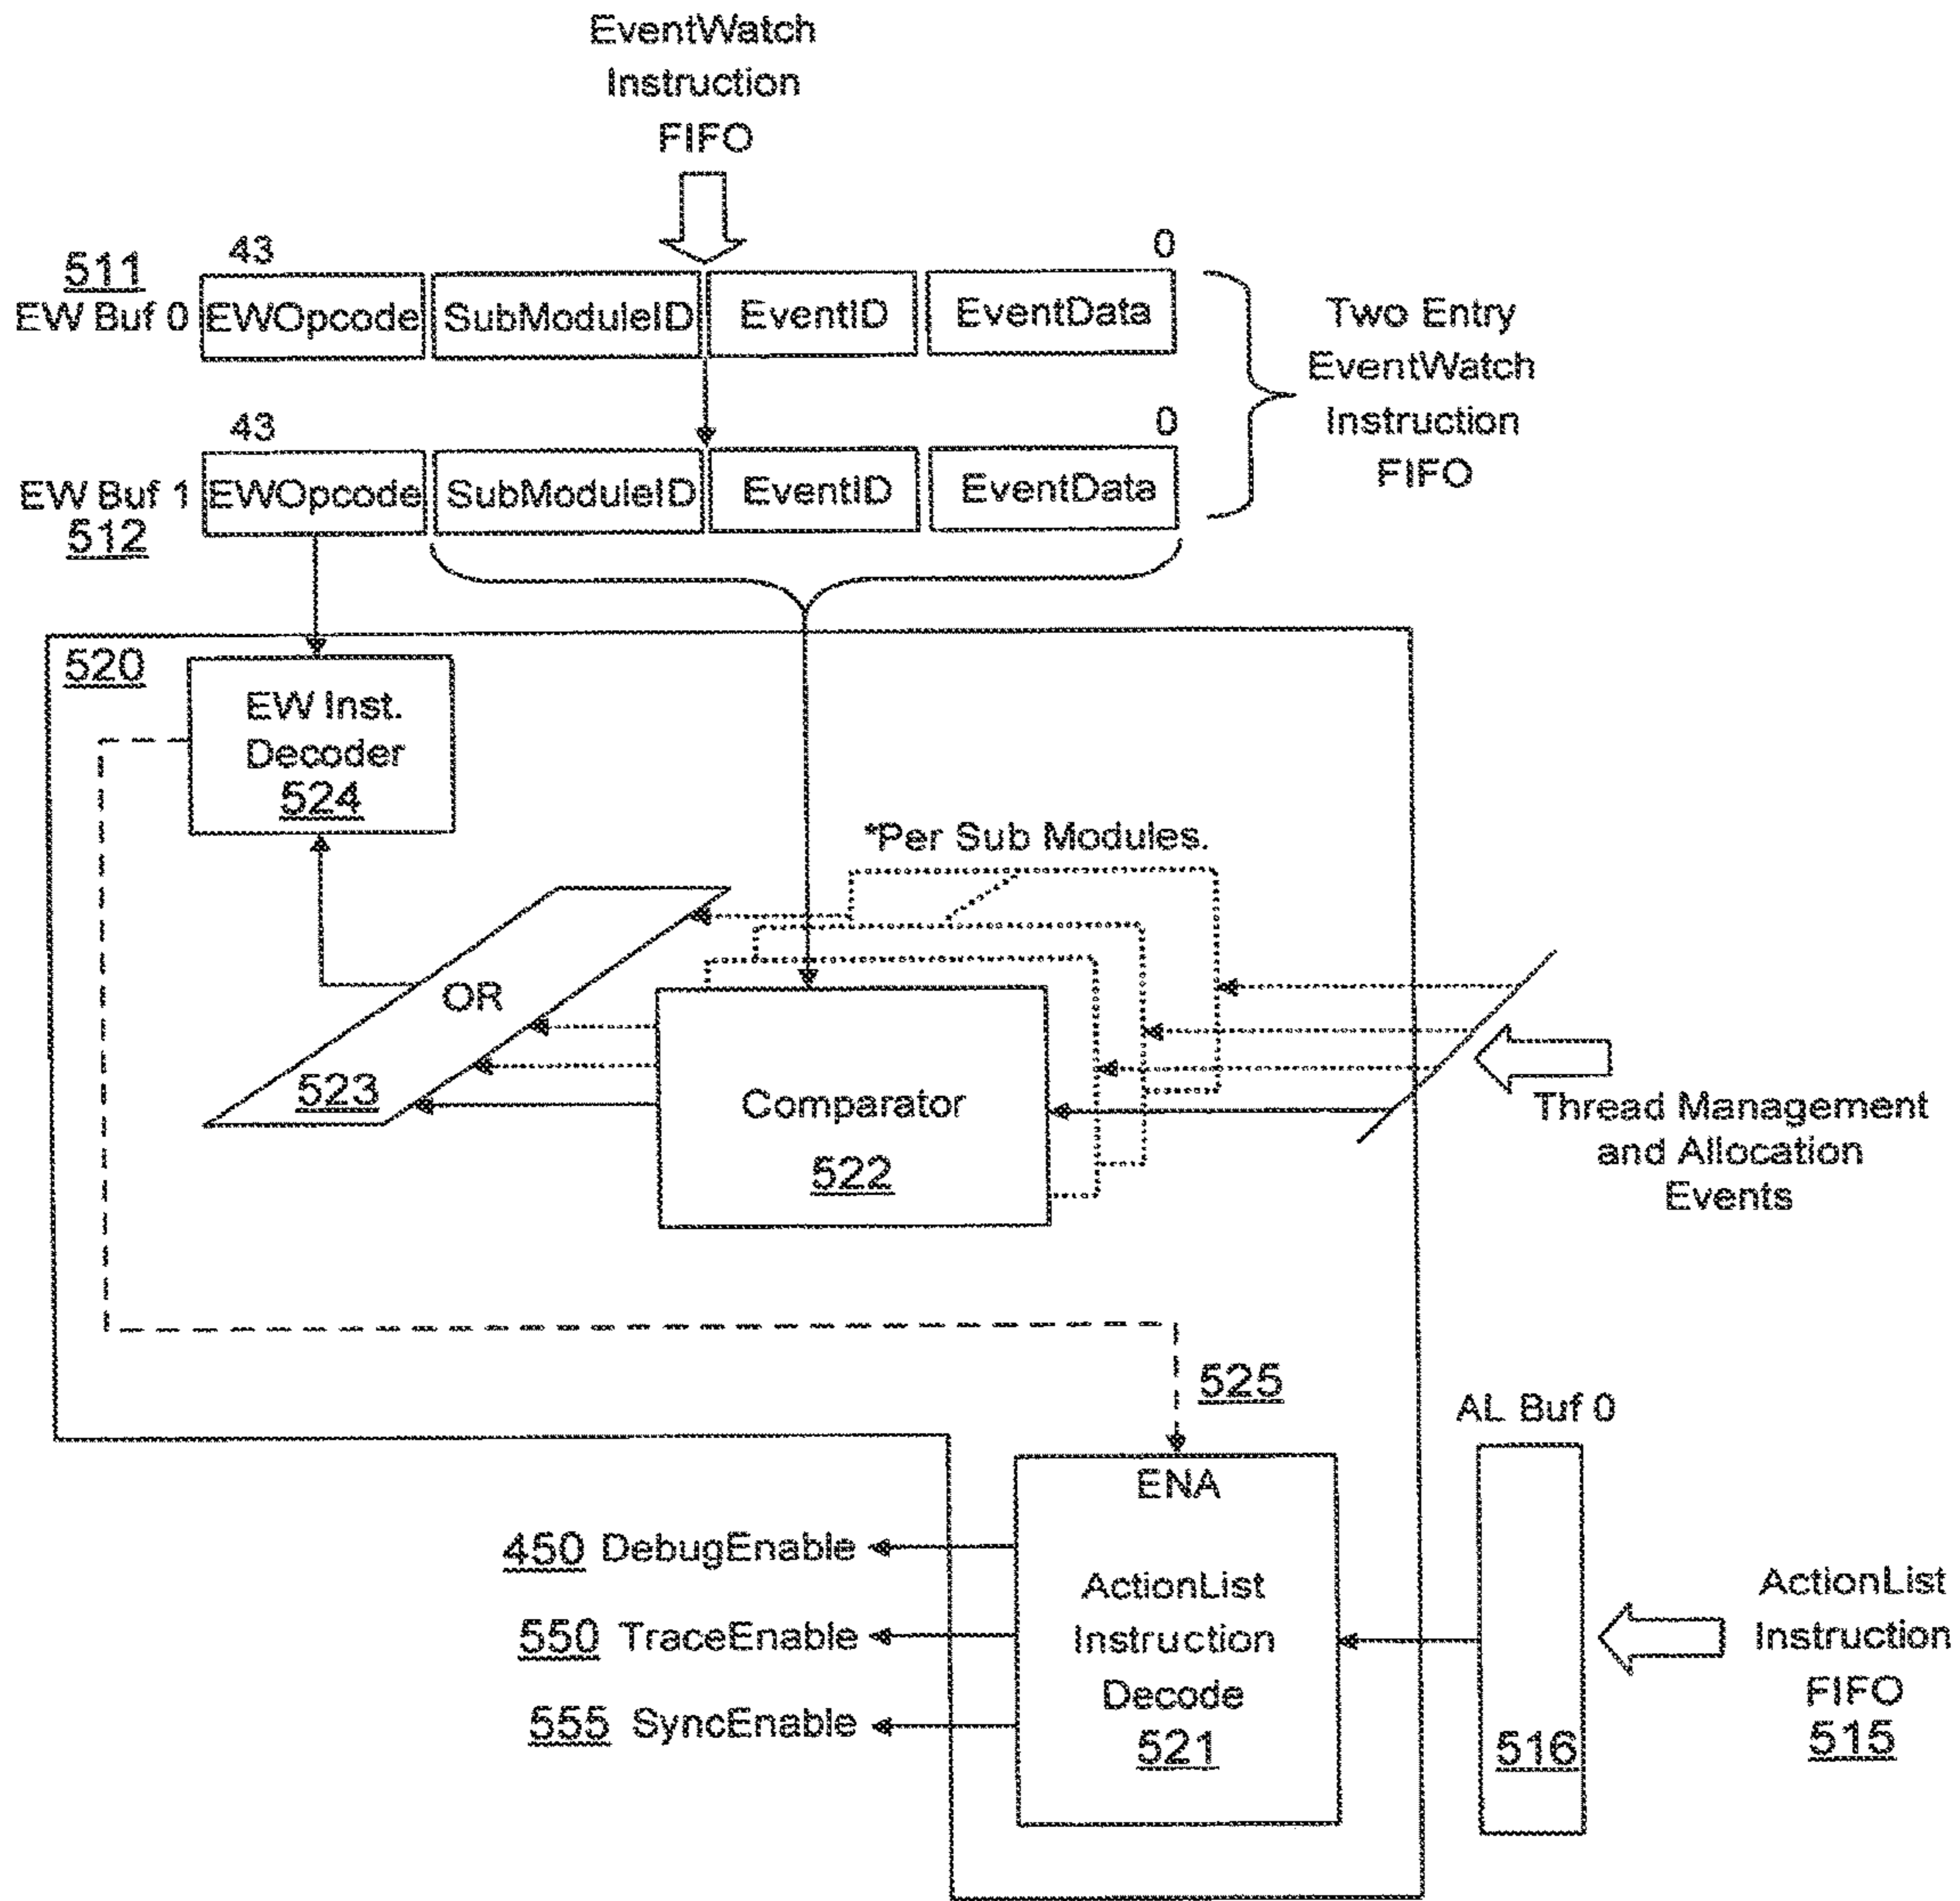 EventWatch
Instruction
FIFO
43
0
511
EW Buf 0
EWOpcode
SubModuleID
EventID
EventData
Two Entry
EventWatch
Instruction
FIFO
43
0
EW Buf 1
512
EWOpcode
SubModuleID
EventID
EventData
520
EW Inst.
Decoder
524
*Per Sub Modules.
OR
523
Comparator
522
Thread Management
and Allocation
Events
525
AL Buf 0
ENA
ActionList
Instruction
Decode
521
450 DebugEnable
550 TraceEnable
555 SyncEnable
516
ActionList
Instruction
FIFO
515